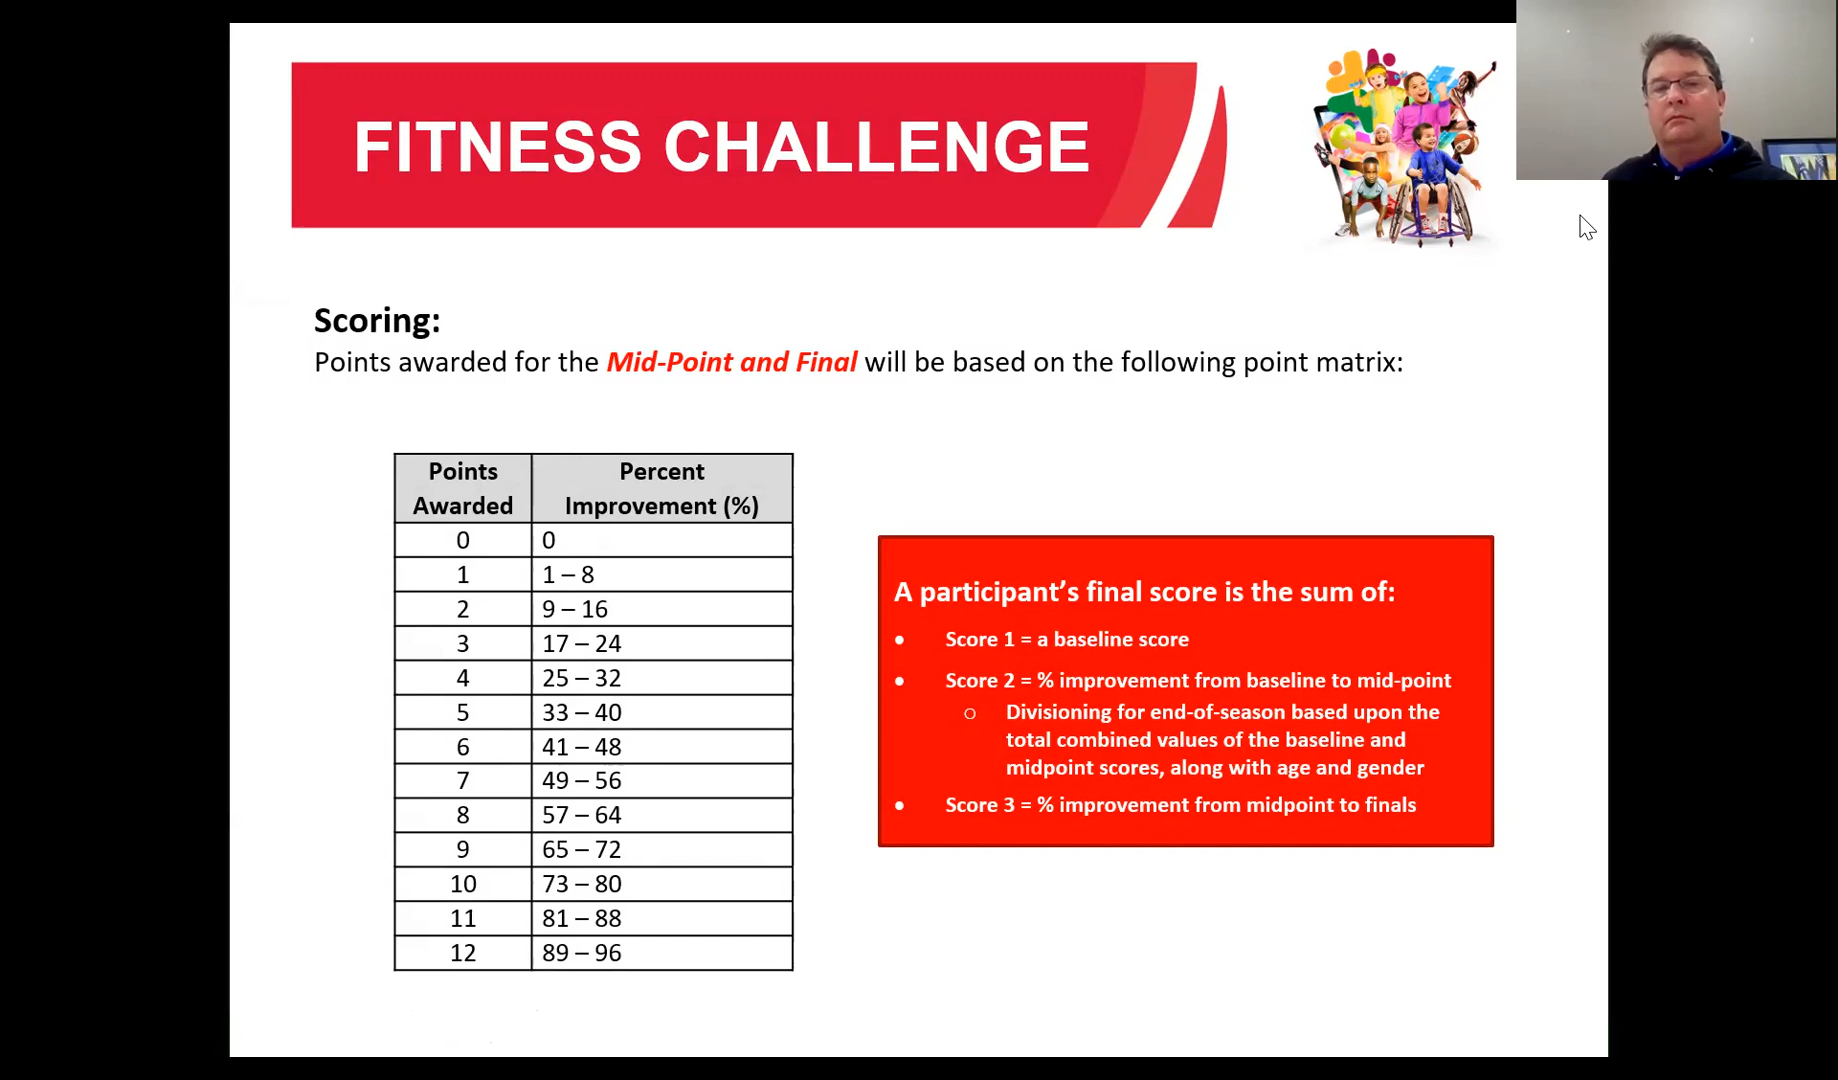 FITNESS CHALLENGE
Scoring:
Points awarded for the Mid-Point and Final will be based on the following point matrix:
Points Awarded | Percent Improvement (%)
0 | 0
1 | 1 – 8
2 | 9 – 16
3 | 17 – 24
4 | 25 – 32
5 | 33 – 40
6 | 41 – 48
7 | 49 – 56
8 | 57 – 64
9 | 65 – 72
10 | 73 – 80
11 | 81 – 88
12 | 89 – 96
A participant’s final score is the sum of:
• Score 1 = a baseline score
• Score 2 = % improvement from baseline to mid-point
o Divisioning for end-of-season based upon the
total combined values of the baseline and
midpoint scores, along with age and gender
• Score 3 = % improvement from midpoint to finals